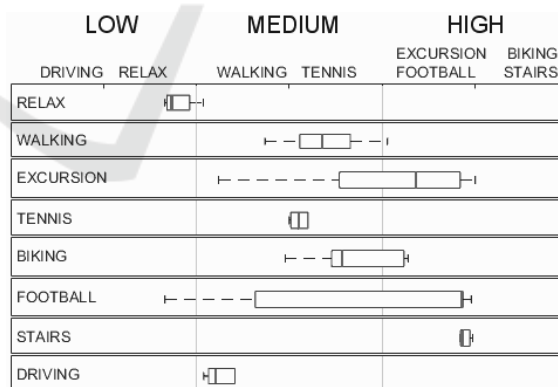 LOW MEDIUM HIGH
EXCURSION BIKING
DRIVING RELAX WALKING TENNIS FOOTBALL STAIRS
RELAX
WALKING
EXCURSION
TENNIS
BIKING
FOOTBALL
STAIRS
DRIVING